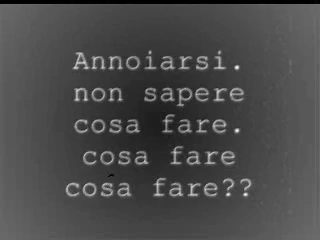 Annoiarsi.
non sapere
cosa fare.
cosa fare
cosa fare??